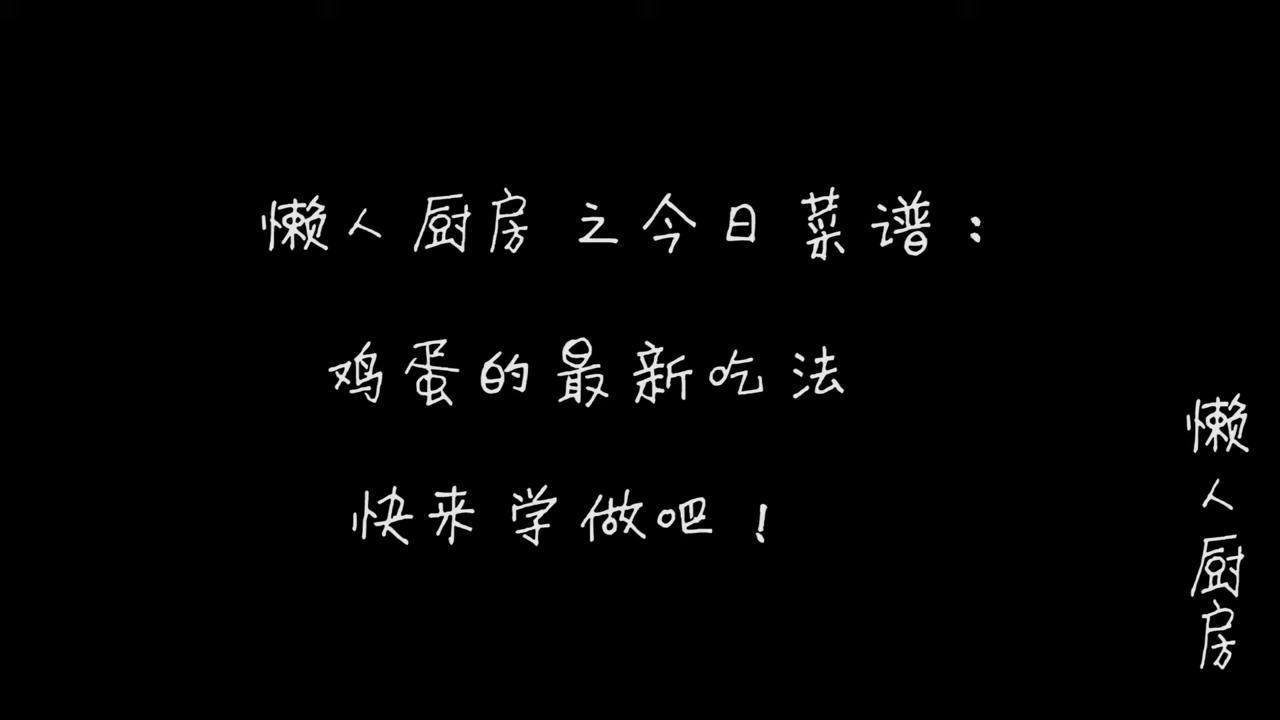 懒人厨房之今日菜谱：
鸡蛋的最新吃法
快来学做吧！
懒人厨房